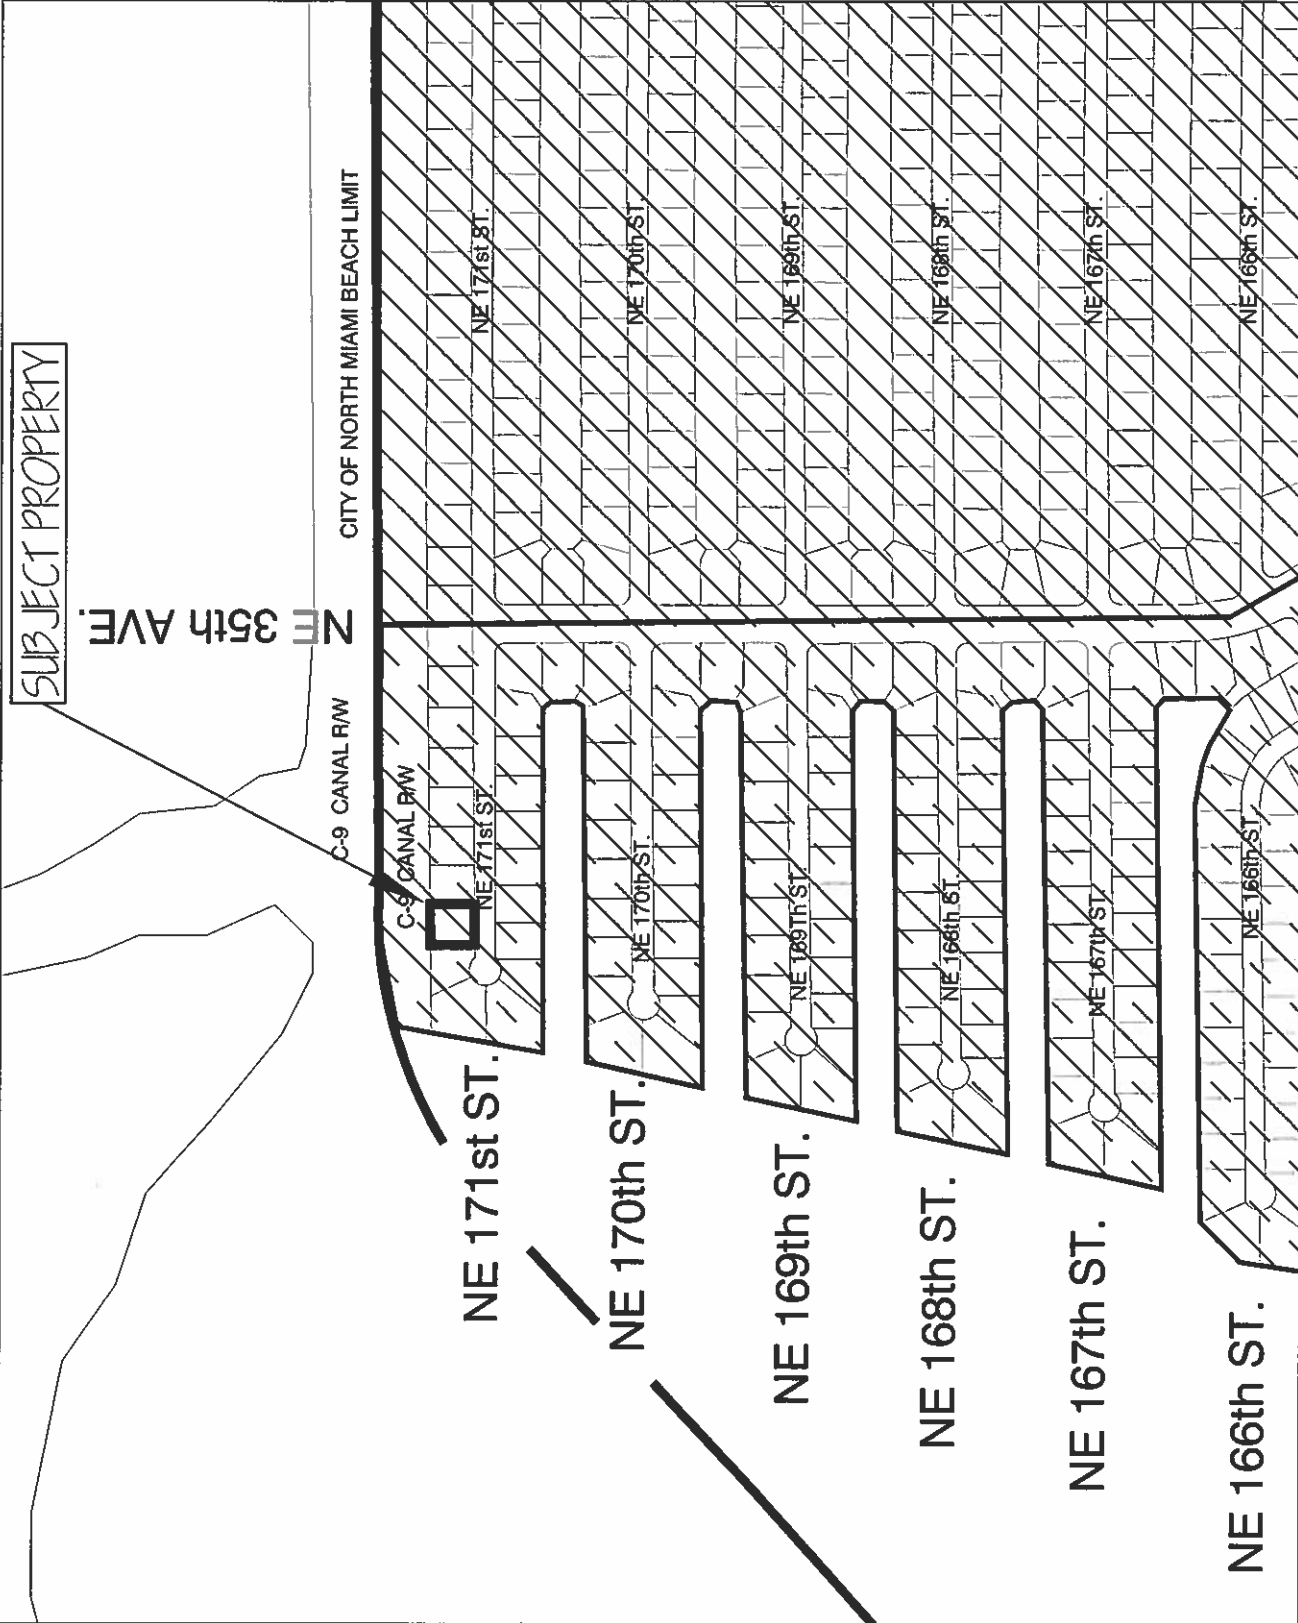 SUBJECT PROPERTY
CITY OF NORTH MIAMI BEACH LIMIT
NE 35th AVE.
C-9 CANAL R/W
C-9 CANAL R/W
NE 171st ST.
NE 170th ST.
NE 169th ST.
NE 168th ST.
NE 167th ST.
NE 166th ST.
NE 171st ST.
NE 170th ST.
NE 169Th ST.
NE 168th ST.
NE 167th ST.
NE 166th ST.
NE 171st ST.
NE 170th ST.
NE 169th ST.
NE 168th ST.
NE 167th ST.
NE 166th ST.